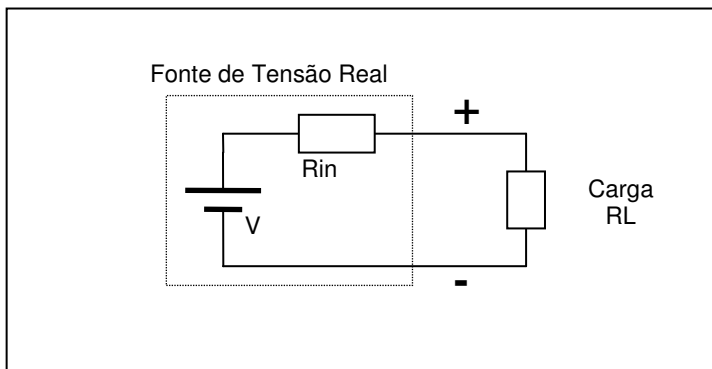 Fonte de Tensão Real
+
Rin
Carga
RL
V
-